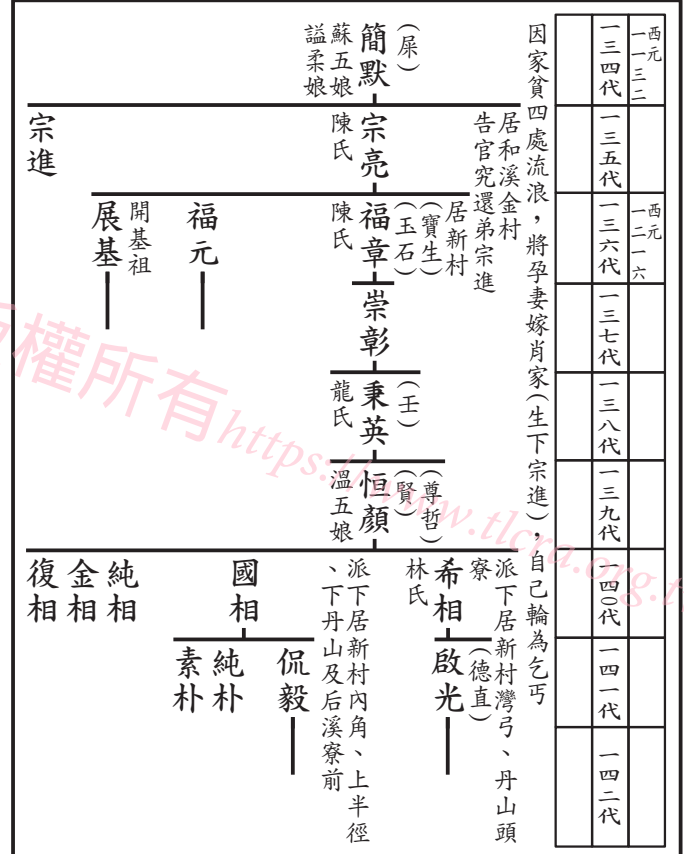 西元一一三二
西元一二一六
一三四代
一三五代
一三六代
一三七代
一三八代
一三九代
一四〇代
一四一代
一四二代
因家貧四處流浪，將孕妻嫁肖家(生下宗進)，自己輪為乞丐
(屎)
簡默
蘇五娘
謚柔娘
居和溪金村
告官究還弟宗進
宗亮
陳氏
宗進
居新村
(寶生)
(玉石)
福章
陳氏
福元
開基祖
展基
崇彰
(壬)
秉英
龍氏
(尊哲)
(賢)
恒顏
溫五娘
派下居新村灣弓、丹山頭
寮
希相
林氏
派下居新村內角、上半徑
、下丹山及后溪寮前
國相
純相
金相
復相
(德直)
啟光
侃毅
純朴
素朴
版權所有https://www.tlcra.org.t